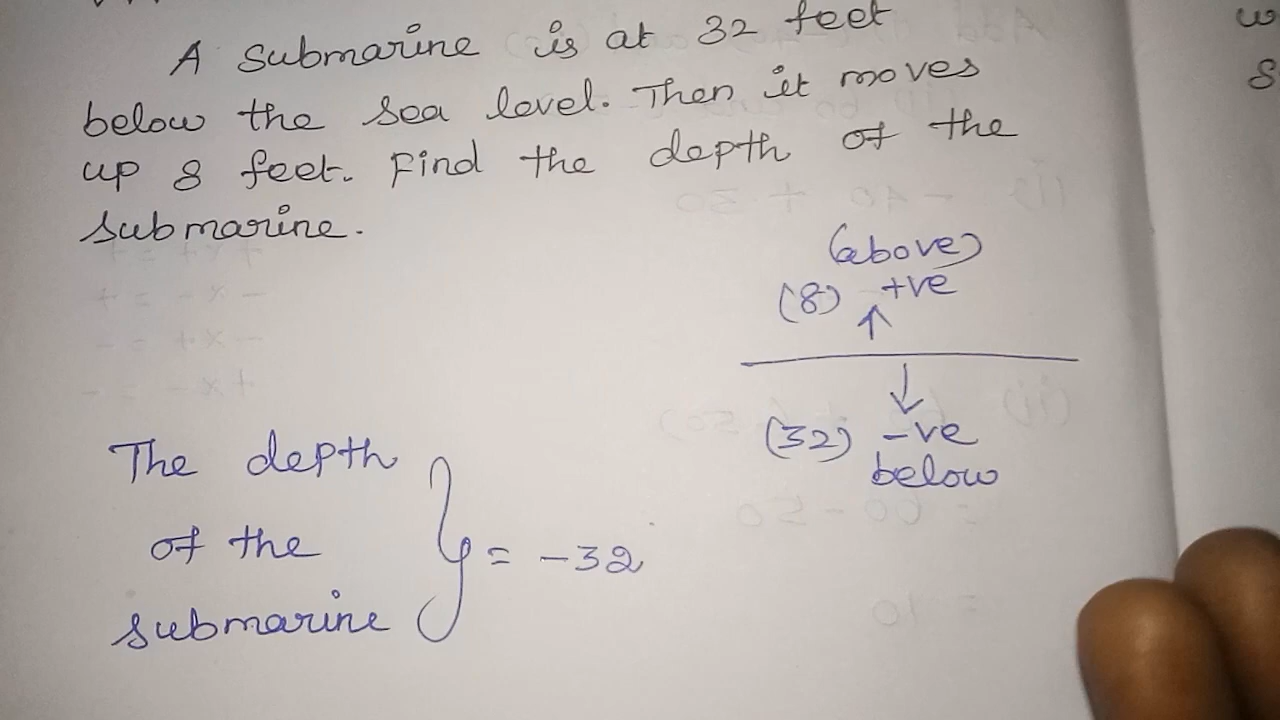 A submarine is at 32 feet
below the sea level. Then it moves
up 8 feet. Find the depth of the
submarine.
(above)
(8) +ve
↑
↓
(32) -ve
below
The depth
of the
submarine } = -32
w
8